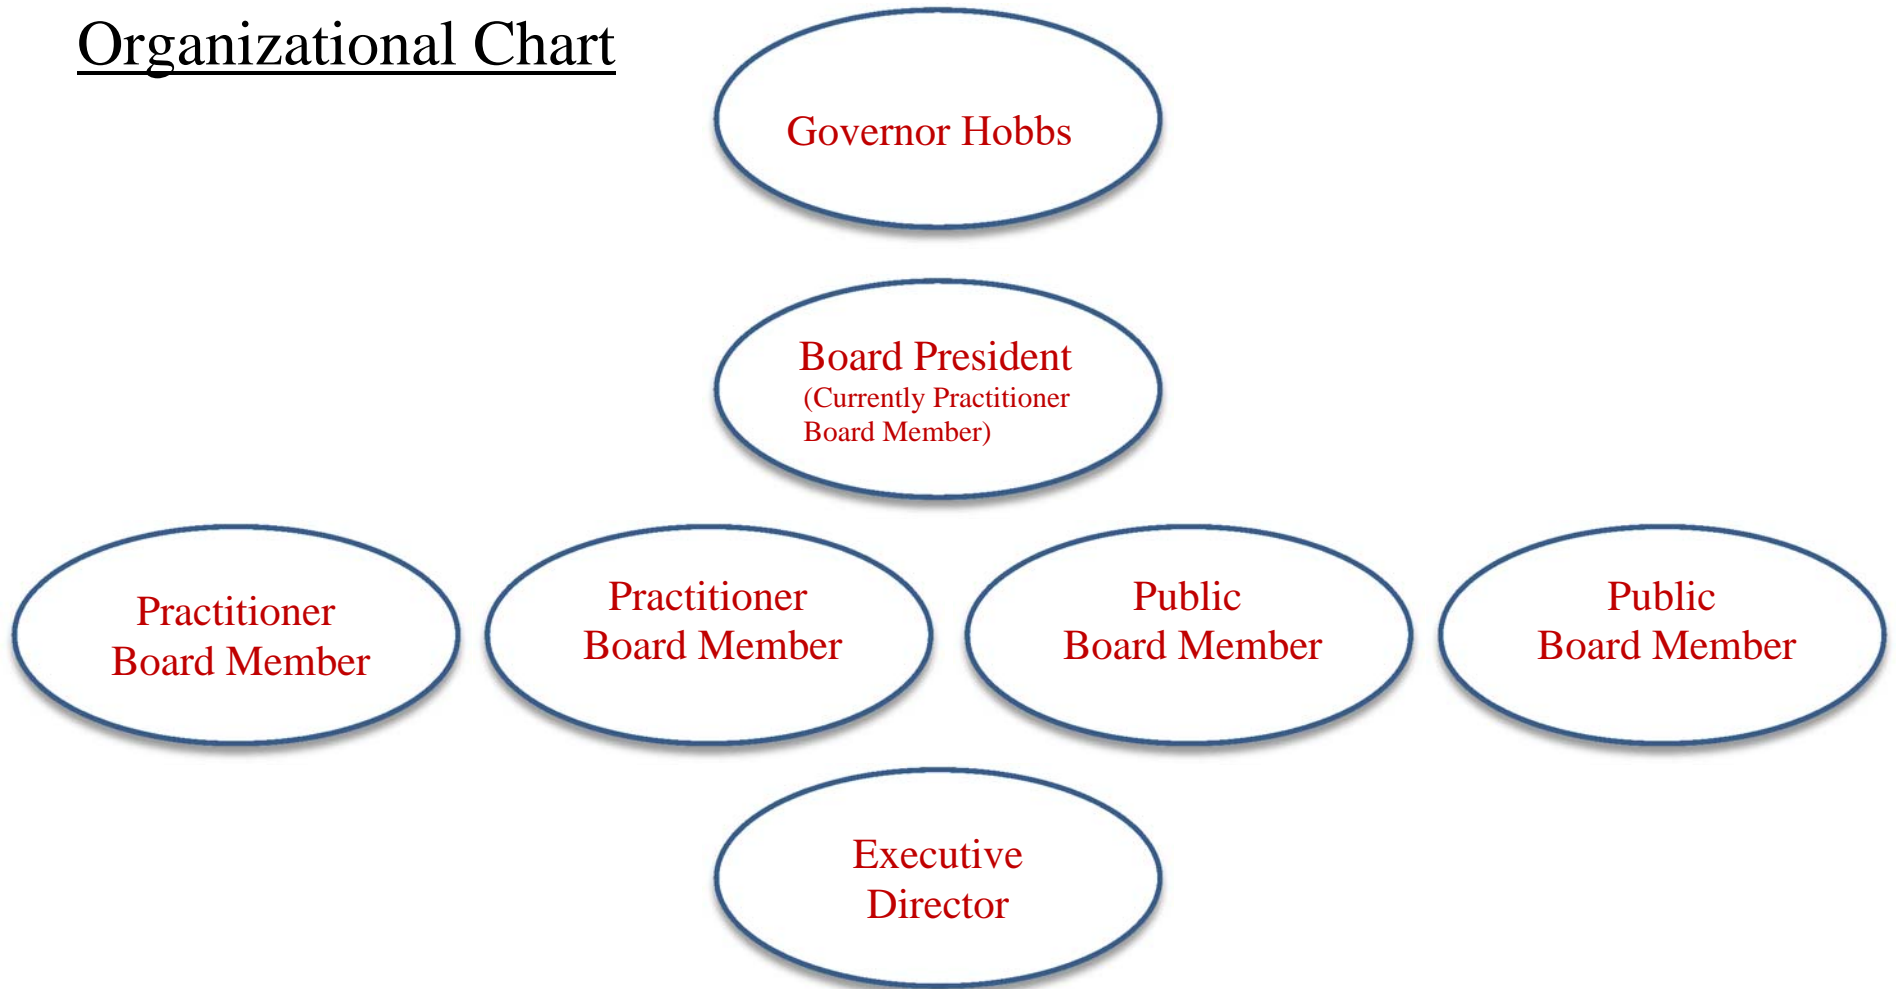 Organizational Chart
Governor Hobbs
Board President
(Currently Practitioner
Board Member)
Practitioner
Board Member
Practitioner
Board Member
Public
Board Member
Public
Board Member
Executive
Director